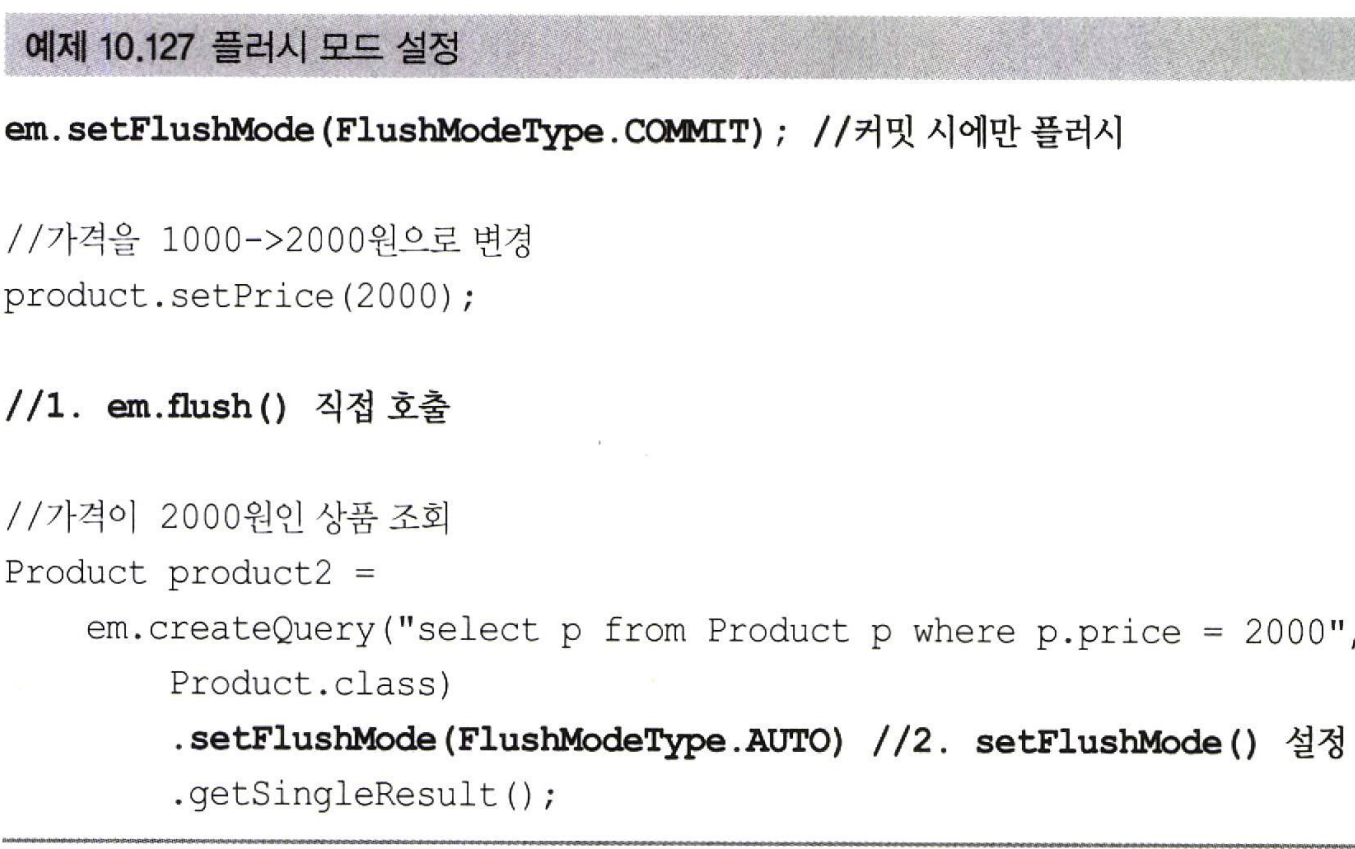 예제 10.127 플러시 모드 설정
em.setFlushMode(FlushModeType.COMMIT); //커밋 시에만 플러시
//가격을 1000->2000원으로 변경
product.setPrice(2000);
//1. em.flush() 직접 호출
//가격이 2000원인 상품 조회
Product product2 =
em.createQuery("select p from Product p where p.price = 2000",
Product.class)
.setFlushMode(FlushModeType.AUTO) //2. setFlushMode() 설정
.getSingleResult();